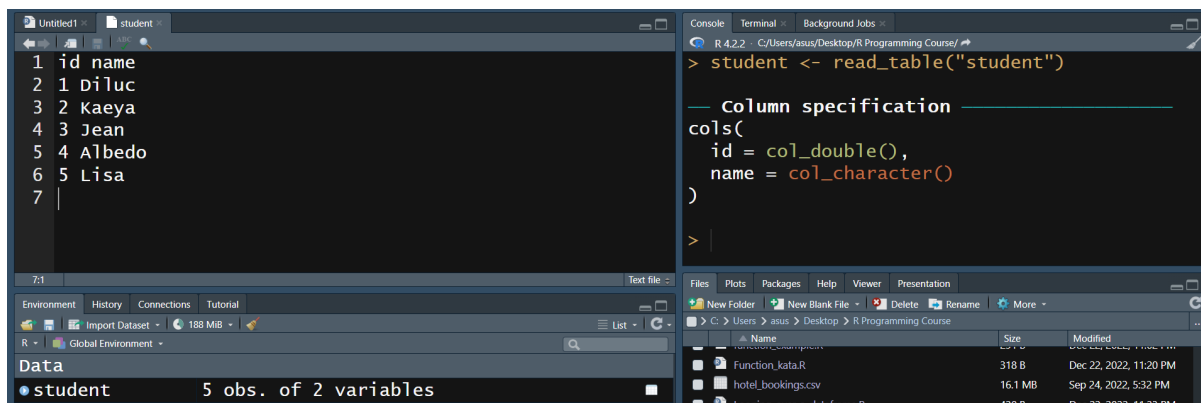 Untitled1
student
ABC
1 id name
2 1 Diluc
3 2 Kaeya
4 3 Jean
5 4 Albedo
6 5 Lisa
7
7:1
Text file
Environment History Connections Tutorial
Import Dataset 188 MiB List
R Global Environment
Data
student 5 obs. of 2 variables
Console Terminal Background Jobs
R 4.2.2 · C:/Users/asus/Desktop/R Programming Course/
> student <- read_table("student")
── Column specification ──
cols(
id = col_double(),
name = col_character()
)
>
Files Plots Packages Help Viewer Presentation
New Folder New Blank File Delete Rename More
C: > Users > asus > Desktop > R Programming Course
Name Size Modified
Function_kata.R 318 B Dec 22, 2022, 11:20 PM
hotel_bookings.csv 16.1 MB Sep 24, 2022, 5:32 PM